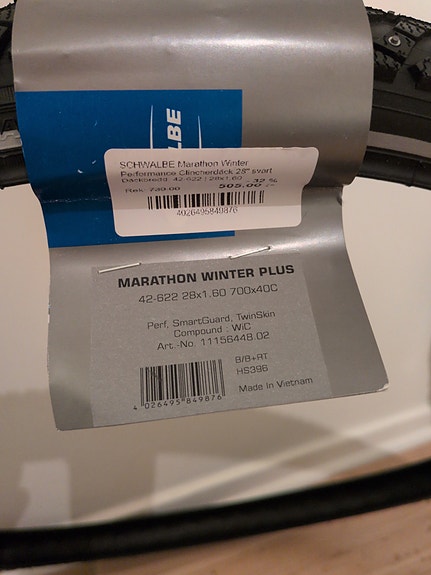 LBE
SCHWALBE Marathon Winter
Performance Clincherdäck 28" svart
Däckbredd: 42-622 | 28x1.60 32 %
Rek. 739.00 505.00
4026495849876
MARATHON WINTER PLUS
42-622 28x1.60 700x40C
Perf, SmartGuard, TwinSkin
Compound : WiC
Art.-No. 11156448.02
B/B+RT
HS396
Made in Vietnam
4 026495 849876